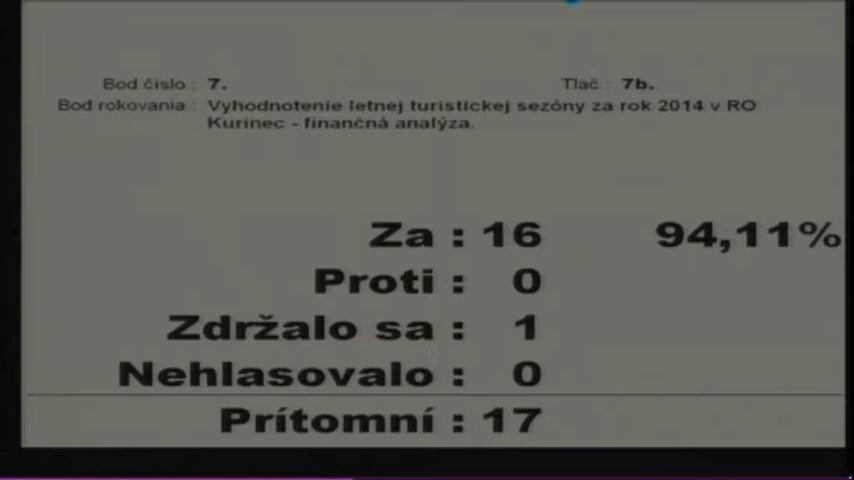 Bod číslo : 7. Tlač : 7b.
Bod rokovania : Vyhodnotenie letnej turistickej sezóny za rok 2014 v RO
Kurinec - finančná analýza.
Za : 16 94,11%
Proti : 0
Zdržalo sa : 1
Nehlasovalo : 0
Prítomní : 17